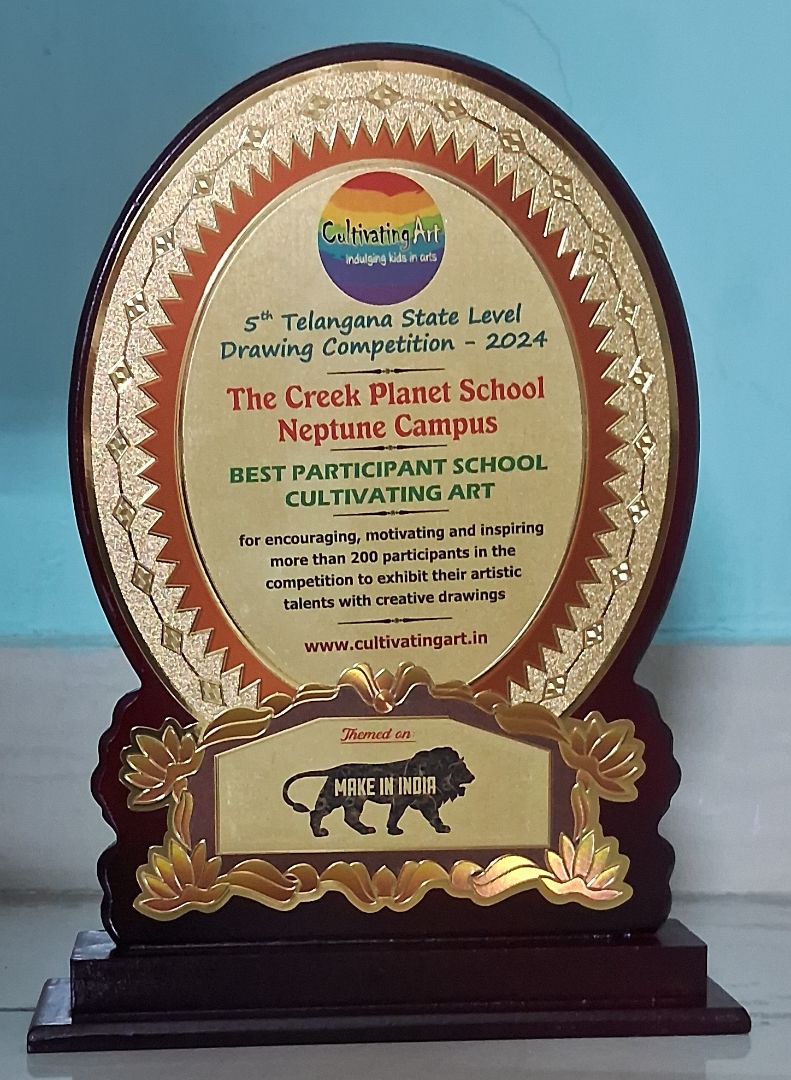 Cultivating Art
indulging kids in arts
5th Telangana State Level
Drawing Competition - 2024
The Creek Planet School
Neptune Campus
BEST PARTICIPANT SCHOOL
CULTIVATING ART
for encouraging, motivating and inspiring
more than 200 participants in the
competition to exhibit their artistic
talents with creative drawings
www.cultivatingart.in
Themed on:
MAKE IN INDIA